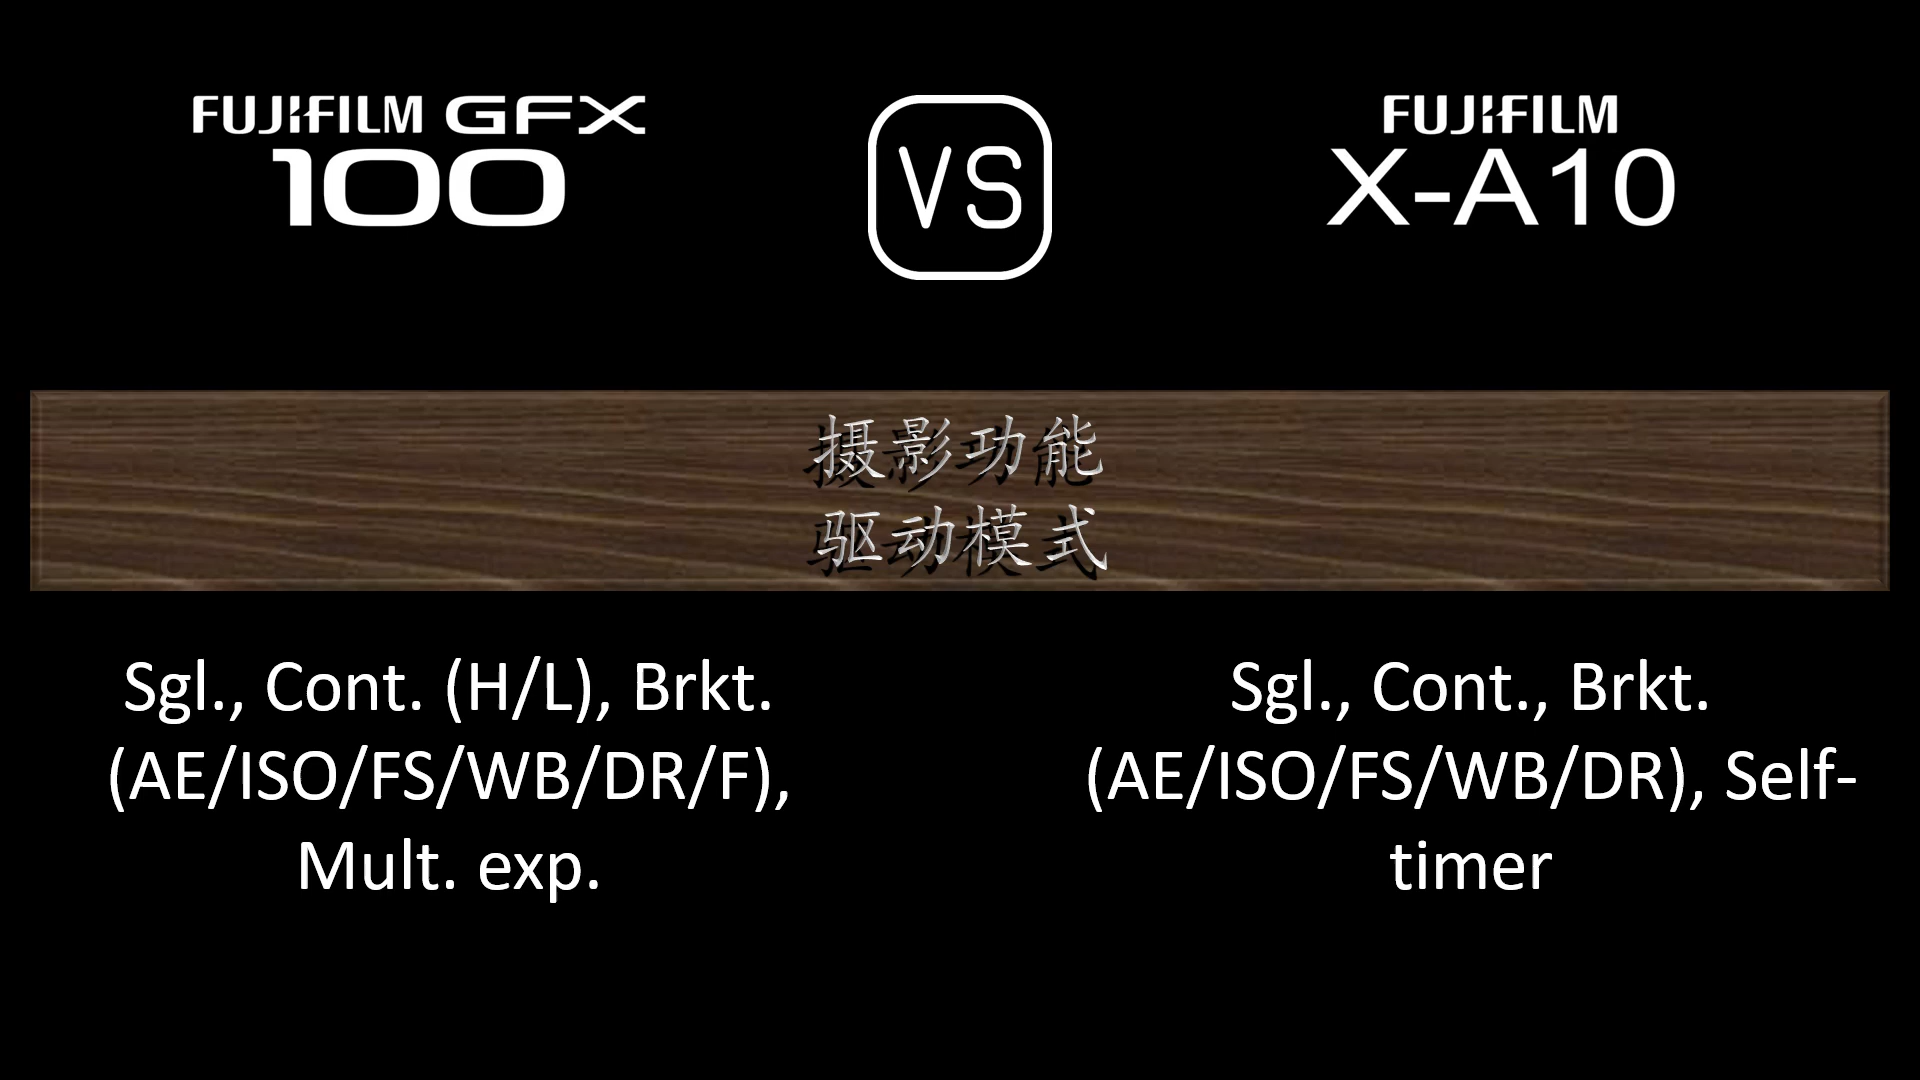 FUJIFILM GFX
100
VS
FUJIFILM
X-A10
摄影功能
驱动模式
Sgl., Cont. (H/L), Brkt.
(AE/ISO/FS/WB/DR/F),
Mult. exp.
Sgl., Cont., Brkt.
(AE/ISO/FS/WB/DR), Self-
timer